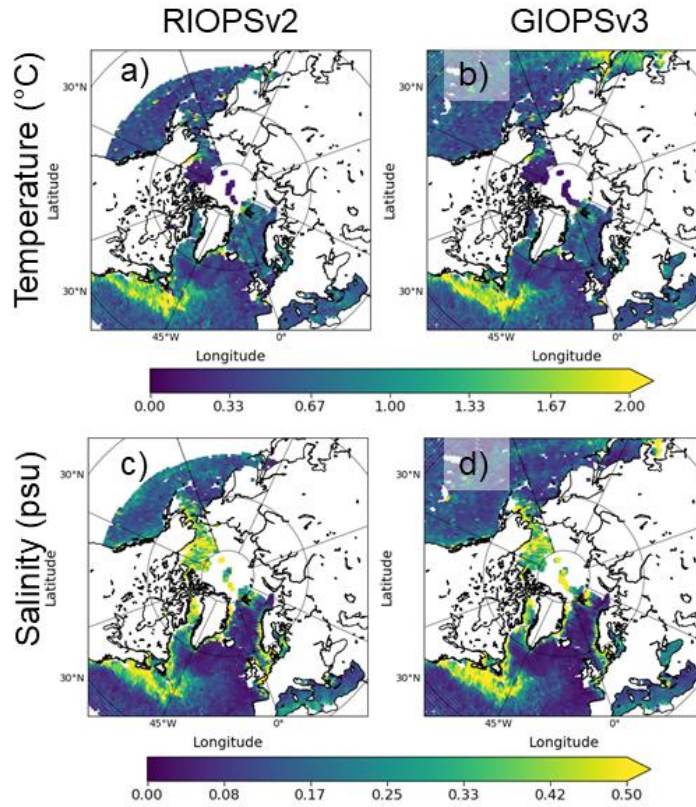 RIOPSv2 GIOPSv3
Temperature (°C)
a) b)
30°N 30°N
Latitude Latitude
30°N 30°N
45°W 0° 45°W 0°
Longitude Longitude
0.00 0.33 0.67 1.00 1.33 1.67 2.00
Salinity (psu)
c) d)
30°N 30°N
Latitude Latitude
30°N 30°N
45°W 0° 45°W 0°
Longitude Longitude
0.00 0.08 0.17 0.25 0.33 0.42 0.50